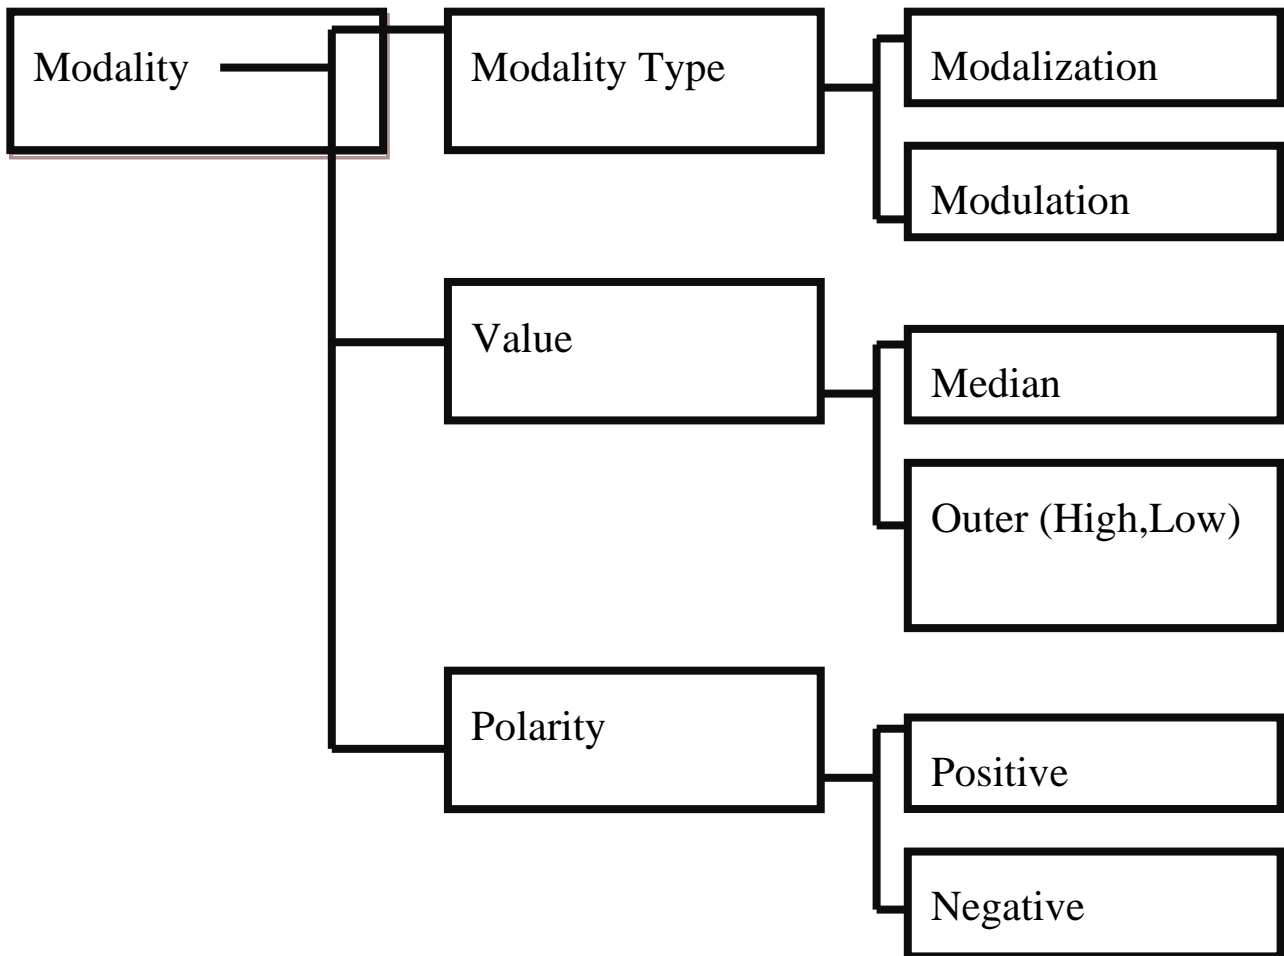 Modality
Modality Type
Modalization
Modulation
Value
Median
Outer (High,Low)
Polarity
Positive
Negative